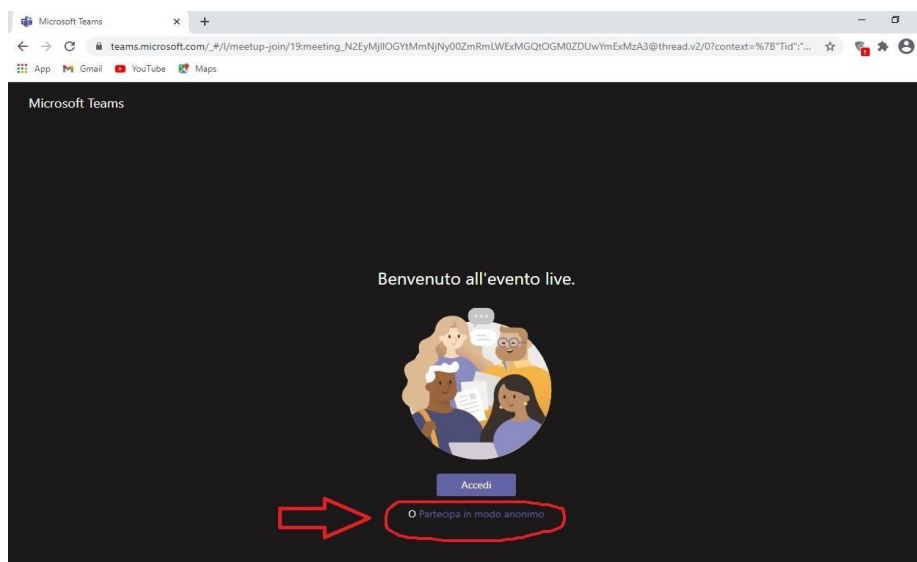 Microsoft Teams
teams.microsoft.com/_#/l/meetup-join/19:meeting_N2EyMjllOGYtMmNjNy00ZmRmLWExMGQtOGM0ZDUwYmExMzA3@thread.v2/0?context=%7B"Tid":"...
App Gmail YouTube Maps
Microsoft Teams
Benvenuto all'evento live.
Accedi
O Partecipa in modo anonimo